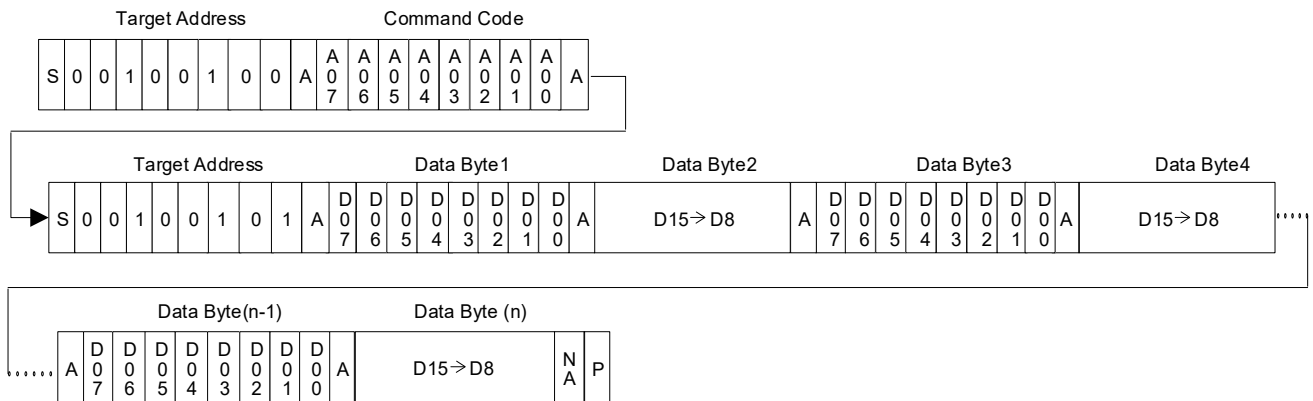 Target Address Command Code
S 0 0 1 0 0 1 0 0 A A07 A06 A05 A04 A03 A02 A01 A00 A
Target Address Data Byte1 Data Byte2 Data Byte3 Data Byte4
S 0 0 1 0 0 1 0 1 A D07 D06 D05 D04 D03 D02 D01 D00 A D15→D8 A D07 D06 D05 D04 D03 D02 D01 D00 A D15→D8
Data Byte(n-1) Data Byte (n)
A D07 D06 D05 D04 D03 D02 D01 D00 A D15→D8 NA P